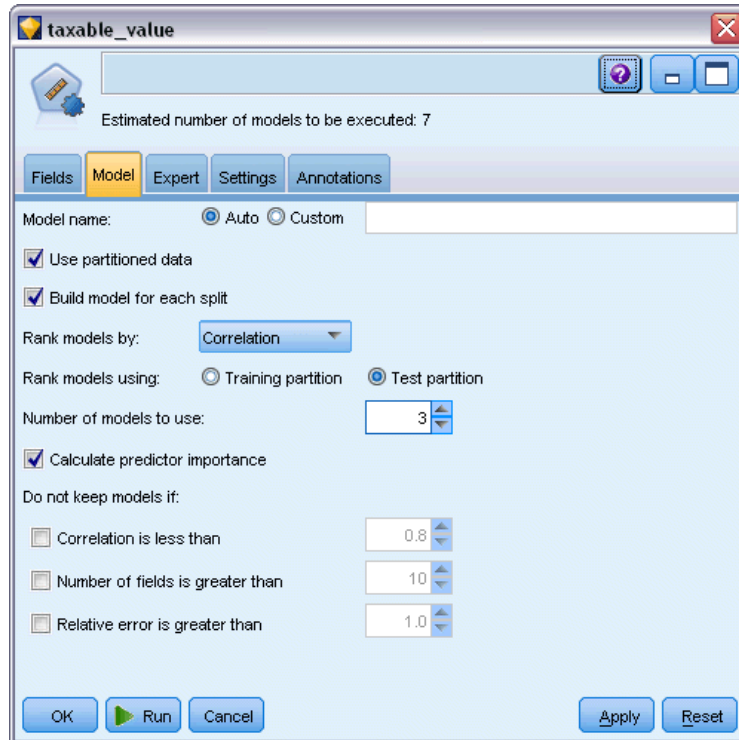 taxable_value
Estimated number of models to be executed: 7
Fields Model Expert Settings Annotations
Model name: Auto Custom
Use partitioned data
Build model for each split
Rank models by: Correlation
Rank models using: Training partition Test partition
Number of models to use: 3
Calculate predictor importance
Do not keep models if:
Correlation is less than 0.8
Number of fields is greater than 10
Relative error is greater than 1.0
OK Run Cancel Apply Reset